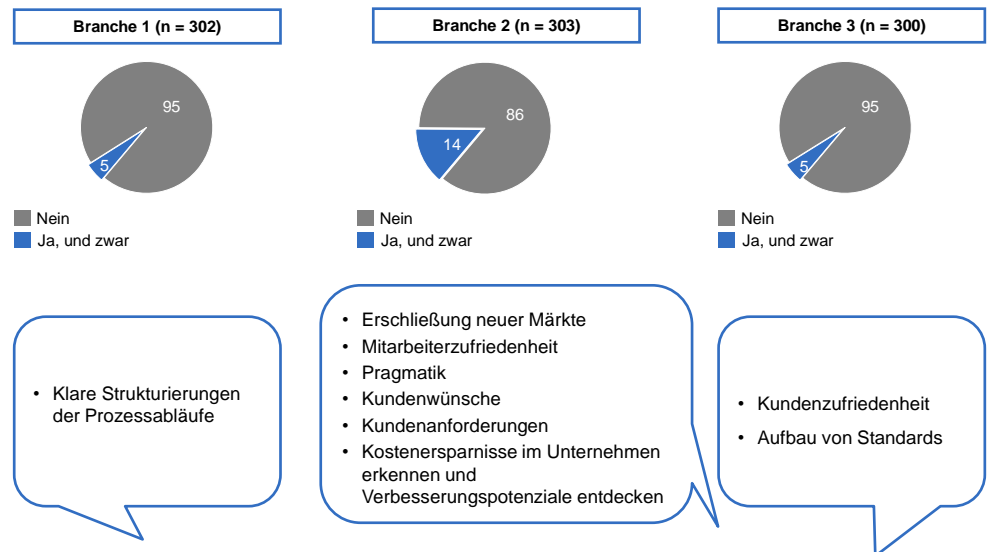 Branche 1 (n = 302)
95
5
Nein
Ja, und zwar
• Klare Strukturierungen
der Prozessabläufe
Branche 2 (n = 303)
86
14
Nein
Ja, und zwar
• Erschließung neuer Märkte
• Mitarbeiterzufriedenheit
• Pragmatik
• Kundenwünsche
• Kundenanforderungen
• Kostenersparnisse im Unternehmen
erkennen und
Verbesserungspotenziale entdecken
Branche 3 (n = 300)
95
5
Nein
Ja, und zwar
• Kundenzufriedenheit
• Aufbau von Standards